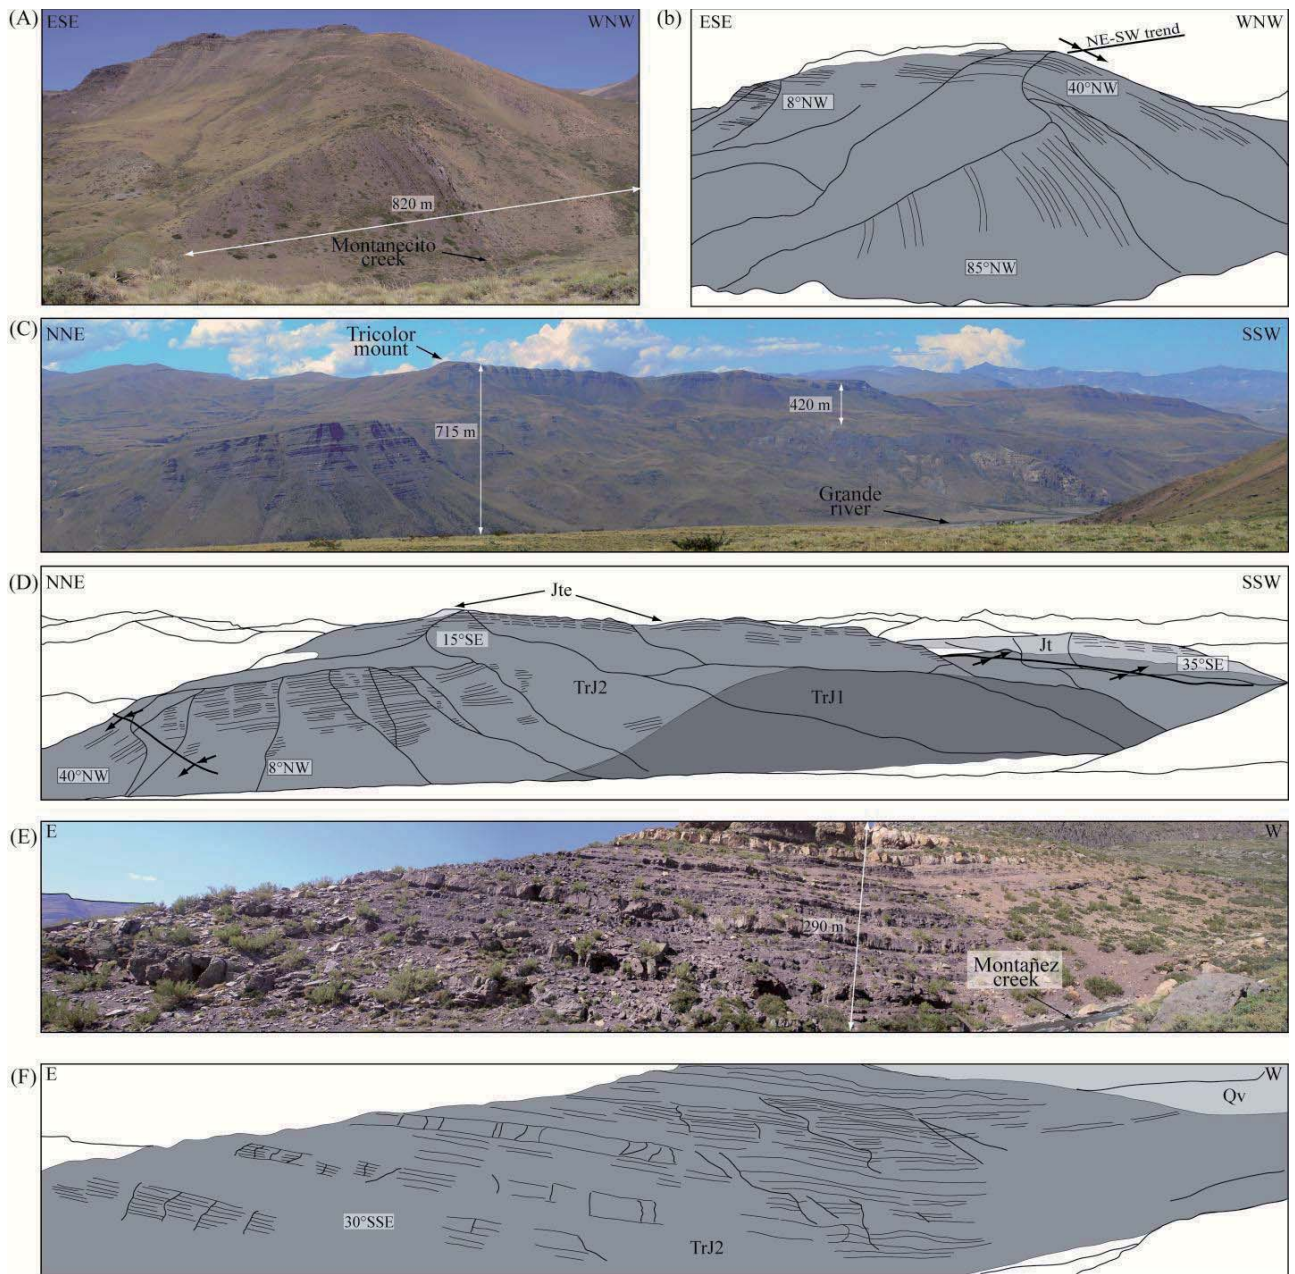 (A)
ESE
WNW
820 m
Montanecito
creek
(b)
ESE
WNW
NE-SW trend
8°NW
40°NW
85°NW
(C)
NNE
SSW
Tricolor
mount
715 m
420 m
Grande
river
(D)
NNE
SSW
Jte
15°SE
Jt
35°SE
TrJ2
TrJ1
40°NW
8°NW
(E)
E
W
290 m
Montañez
creek
(F)
E
W
Qv
30°SSE
TrJ2